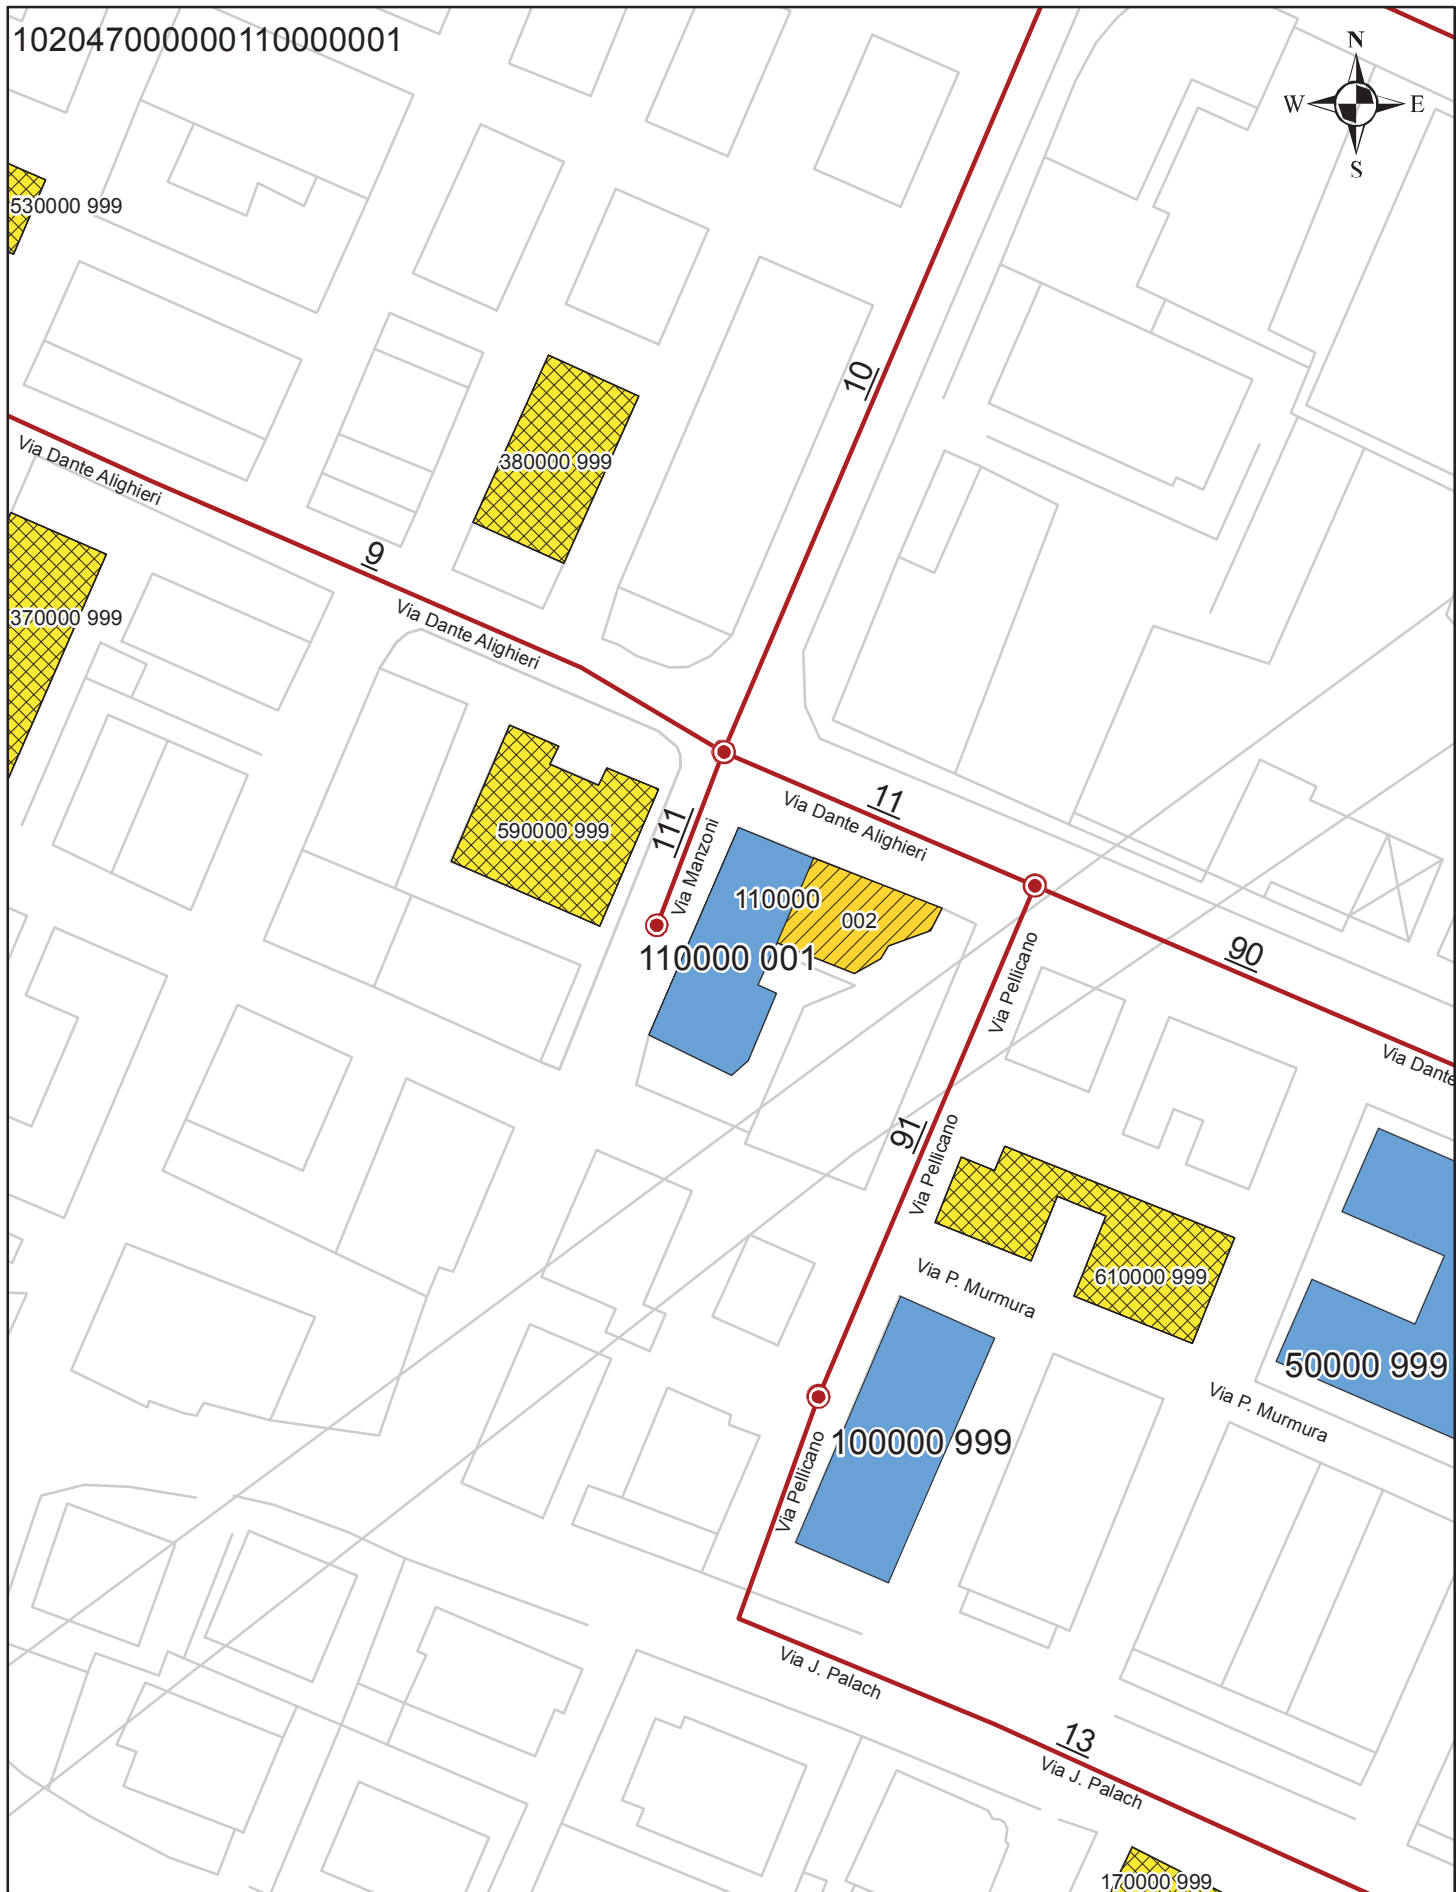 102047000000110000001
N
W E
S
530000 999
10
Via Dante Alighieri
380000 999
9
370000 999
Via Dante Alighieri
11
Via Dante Alighieri
111
590000 999
Via Manzoni
110000
002
110000 001
90
Via Pellicano
Via Dante
91
Via Pellicano
Via P. Murmura
610000 999
50000 999
Via P. Murmura
100000 999
Via Pellicano
Via J. Palach
13
Via J. Palach
170000 999